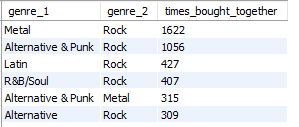 genre_1 genre_2 times_bought_together
Metal Rock 1622
Alternative & Punk Rock 1056
Latin Rock 427
R&B/Soul Rock 407
Alternative & Punk Metal 315
Alternative Rock 309